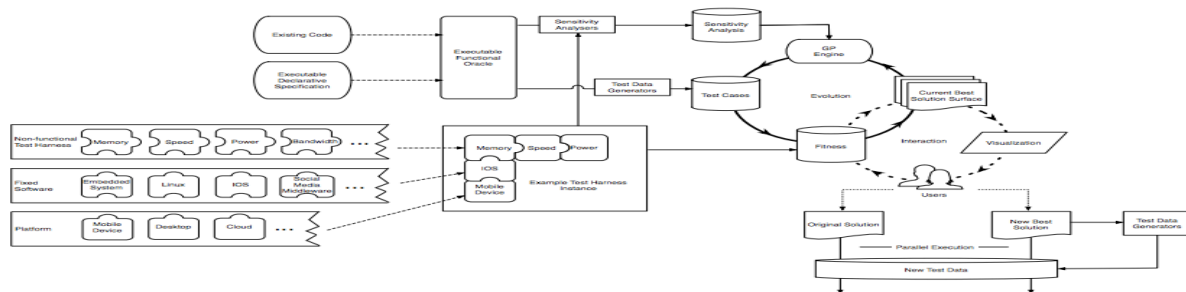 Existing Code
Executable
Declarative
Specification
Executable
Functional
Oracle
Sensitivity
Analysers
Sensitivity
Analysis
GP
Engine
Test Data
Generators
Test Cases
Evolution
Current Best
Solution Surface
Non-functional
Test Harness
Memory
Speed
Power
Bandwidth
...
Memory
Speed
Power
Fitness
Interaction
Visualization
Fixed Software
Embedded
System
Linux
IOS
Social
Media
Middleware
...
IOS
Mobile
Device
Example Test Harness
Instance
Users
Platform
Mobile
Device
Desktop
Cloud
...
Original Solution
New Best
Solution
Test Data
Generators
Parallel Execution
New Test Data